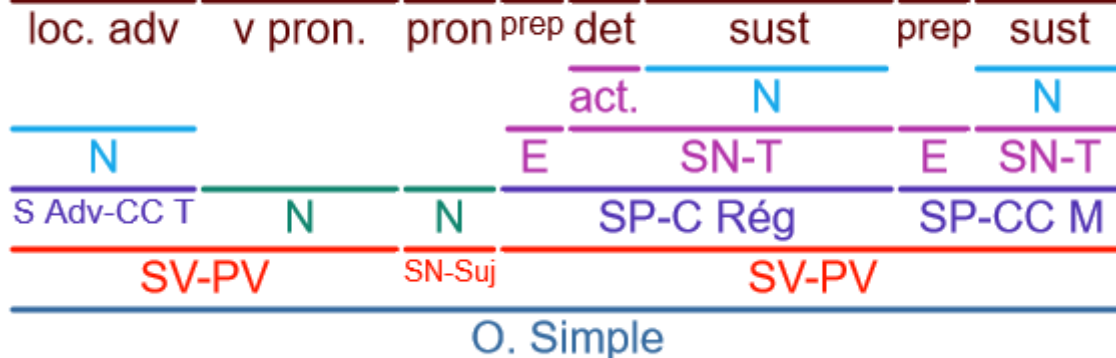 loc. adv v pron. pron prep det sust prep sust
act. N N
N E SN-T E SN-T
S Adv-CC T N N SP-C Rég SP-CC M
SV-PV SN-Suj SV-PV
O. Simple